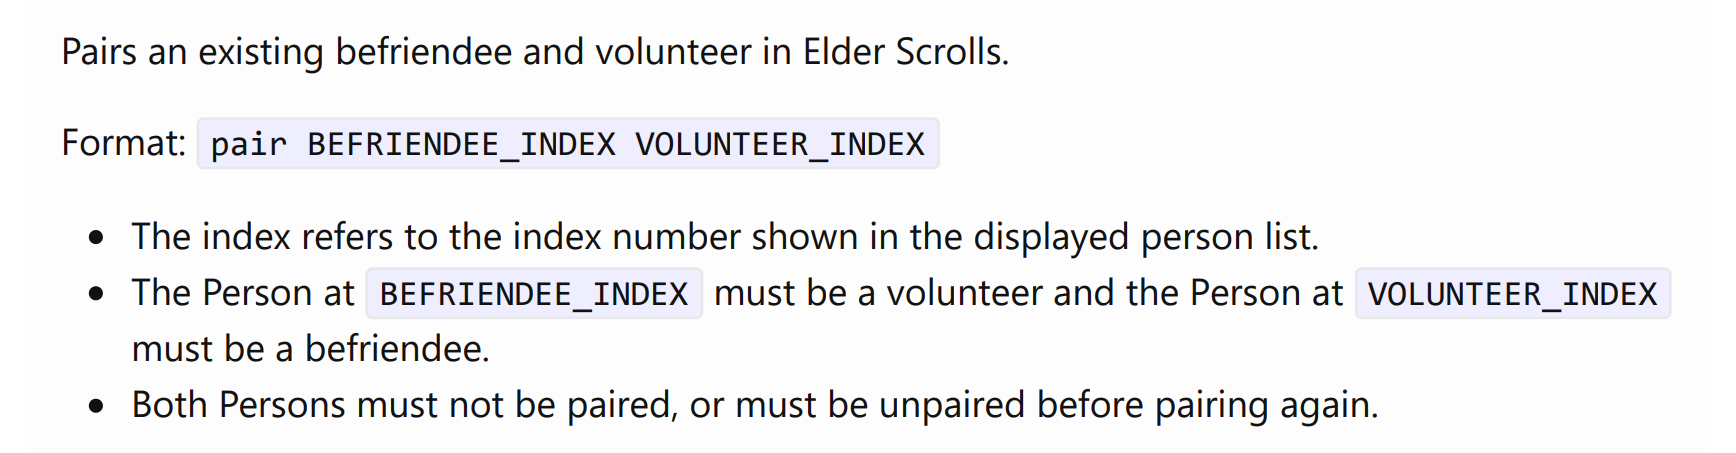 Pairs an existing befriendee and volunteer in Elder Scrolls.
Format: pair BEFRIENDEE_INDEX VOLUNTEER_INDEX
• The index refers to the index number shown in the displayed person list.
• The Person at BEFRIENDEE_INDEX must be a volunteer and the Person at VOLUNTEER_INDEX
must be a befriendee.
• Both Persons must not be paired, or must be unpaired before pairing again.